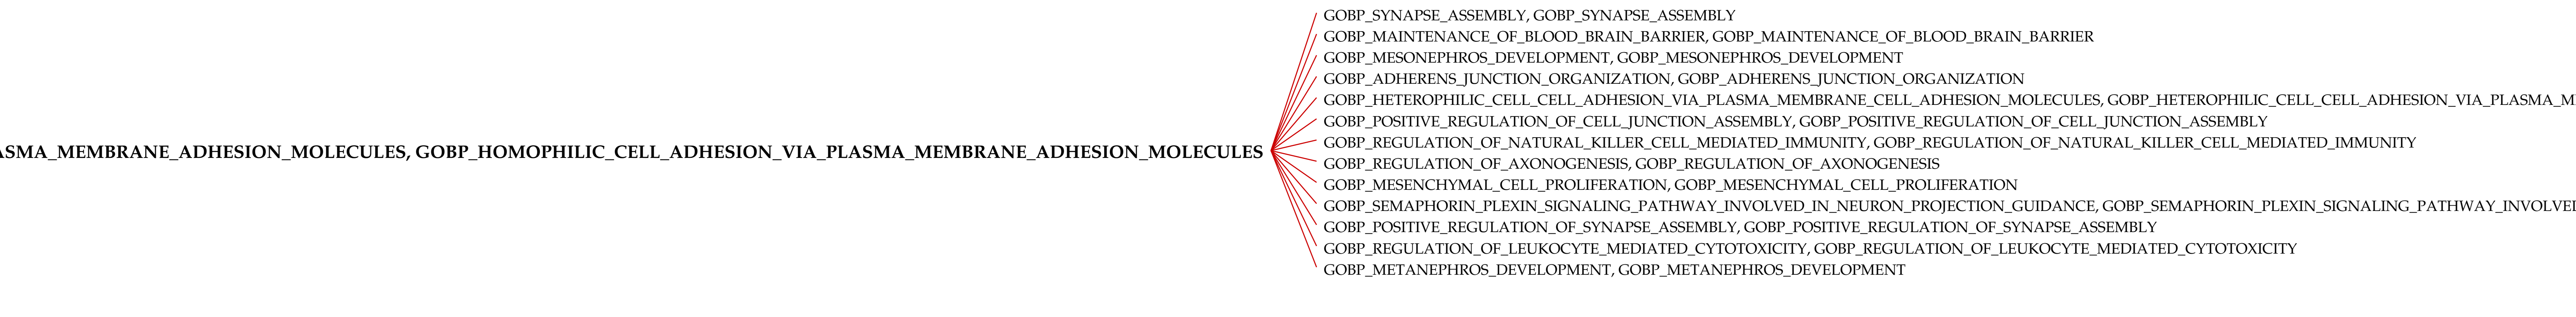 GOBP_SYNAPSE_ASSEMBLY, GOBP_SYNAPSE_ASSEMBLY
GOBP_MAINTENANCE_OF_BLOOD_BRAIN_BARRIER, GOBP_MAINTENANCE_OF_BLOOD_BRAIN_BARRIER
GOBP_MESONEPHROS_DEVELOPMENT, GOBP_MESONEPHROS_DEVELOPMENT
GOBP_ADHERENS_JUNCTION_ORGANIZATION, GOBP_ADHERENS_JUNCTION_ORGANIZATION
GOBP_HETEROPHILIC_CELL_CELL_ADHESION_VIA_PLASMA_MEMBRANE_CELL_ADHESION_MOLECULES, GOBP_HETEROPHILIC_CELL_CELL_ADHESION_VIA_PLASMA_M
GOBP_POSITIVE_REGULATION_OF_CELL_JUNCTION_ASSEMBLY, GOBP_POSITIVE_REGULATION_OF_CELL_JUNCTION_ASSEMBLY
GOBP_REGULATION_OF_NATURAL_KILLER_CELL_MEDIATED_IMMUNITY, GOBP_REGULATION_OF_NATURAL_KILLER_CELL_MEDIATED_IMMUNITY
ASMA_MEMBRANE_ADHESION_MOLECULES, GOBP_HOMOPHILIC_CELL_ADHESION_VIA_PLASMA_MEMBRANE_ADHESION_MOLECULES
GOBP_REGULATION_OF_AXONOGENESIS, GOBP_REGULATION_OF_AXONOGENESIS
GOBP_MESENCHYMAL_CELL_PROLIFERATION, GOBP_MESENCHYMAL_CELL_PROLIFERATION
GOBP_SEMAPHORIN_PLEXIN_SIGNALING_PATHWAY_INVOLVED_IN_NEURON_PROJECTION_GUIDANCE, GOBP_SEMAPHORIN_PLEXIN_SIGNALING_PATHWAY_INVOLVED
GOBP_POSITIVE_REGULATION_OF_SYNAPSE_ASSEMBLY, GOBP_POSITIVE_REGULATION_OF_SYNAPSE_ASSEMBLY
GOBP_REGULATION_OF_LEUKOCYTE_MEDIATED_CYTOTOXICITY, GOBP_REGULATION_OF_LEUKOCYTE_MEDIATED_CYTOTOXICITY
GOBP_METANEPHROS_DEVELOPMENT, GOBP_METANEPHROS_DEVELOPMENT